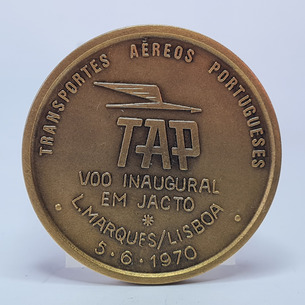 TRANSPORTES AÉREOS PORTUGUESES
TAP
VOO INAUGURAL
EM JACTO
*
L.MARQUES/LISBOA
5·6·1970